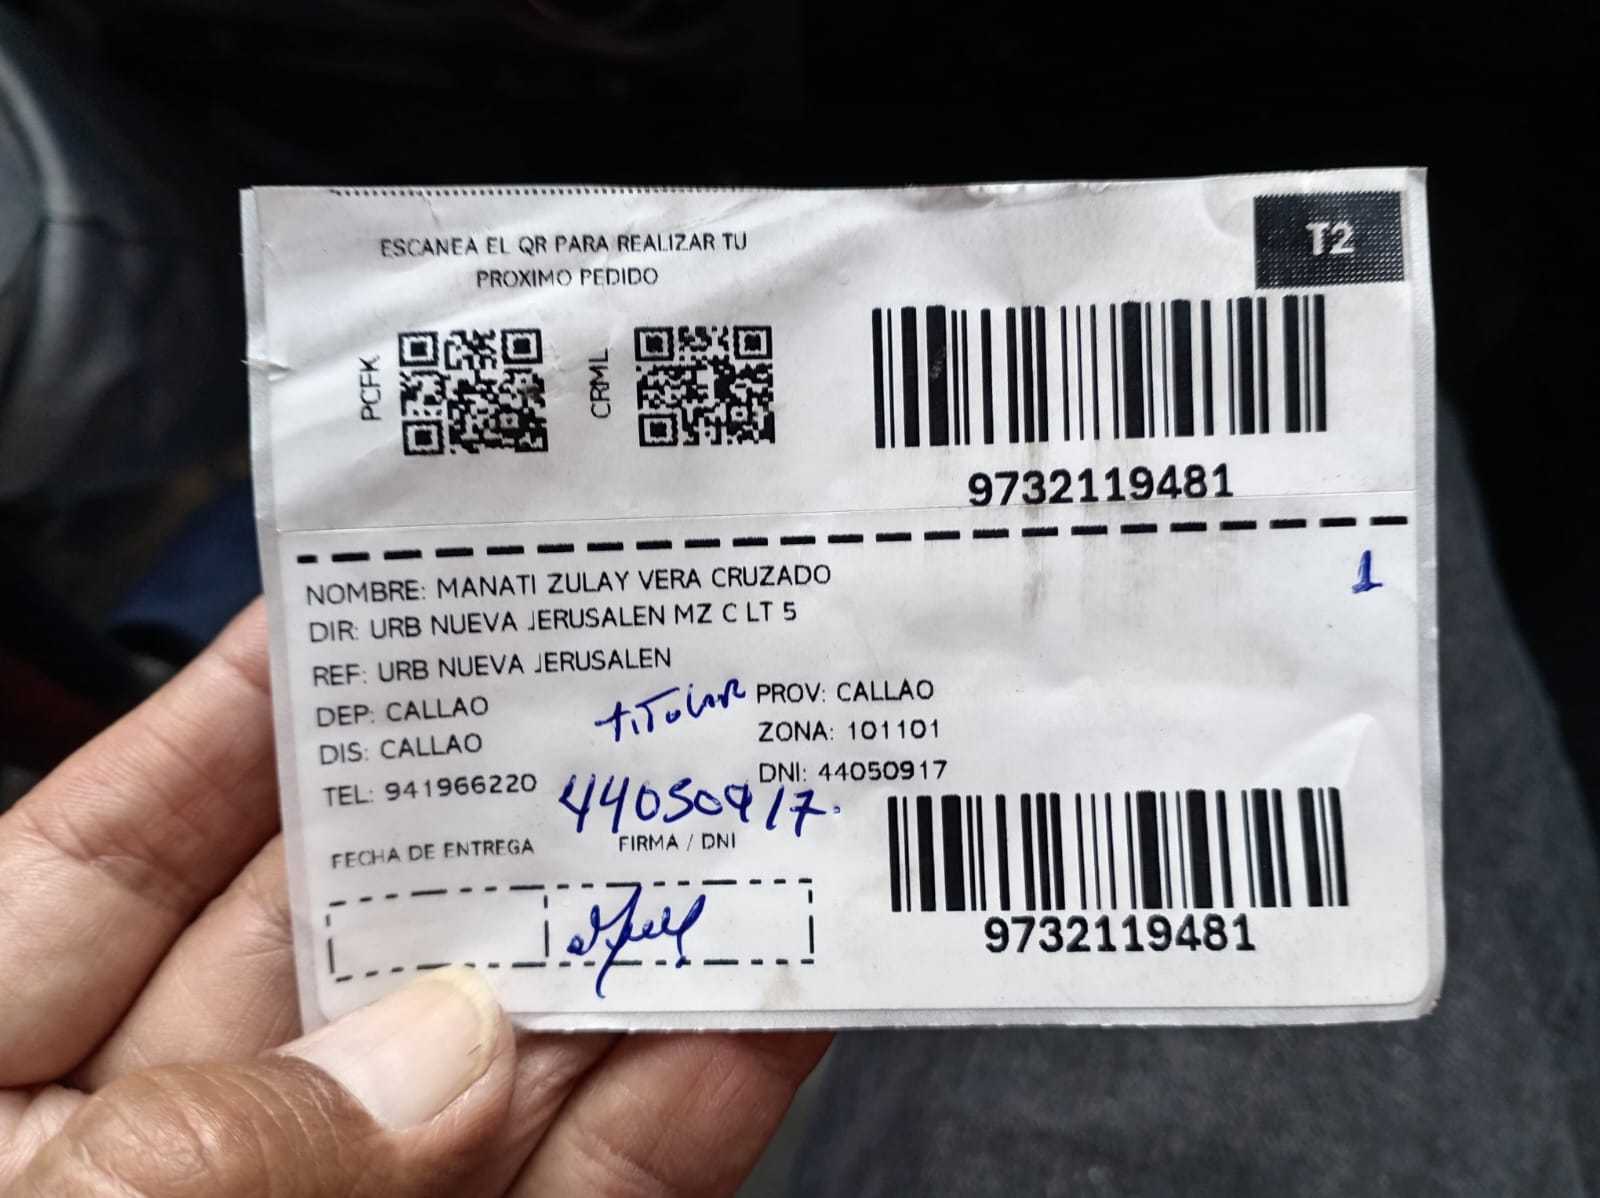 ESCANEA EL QR PARA REALIZAR TU
PROXIMO PEDIDO
T2
PCFK
CRML
9732119481
NOMBRE: MANATI ZULAY VERA CRUZADO
1
DIR: URB NUEVA JERUSALEN MZ C LT 5
REF: URB NUEVA JERUSALEN
DEP: CALLAO
TITULAR
PROV: CALLAO
DIS: CALLAO
ZONA: 101101
TEL: 941966220
DNI: 44050917
44050917.
FECHA DE ENTREGA
FIRMA / DNI
9732119481